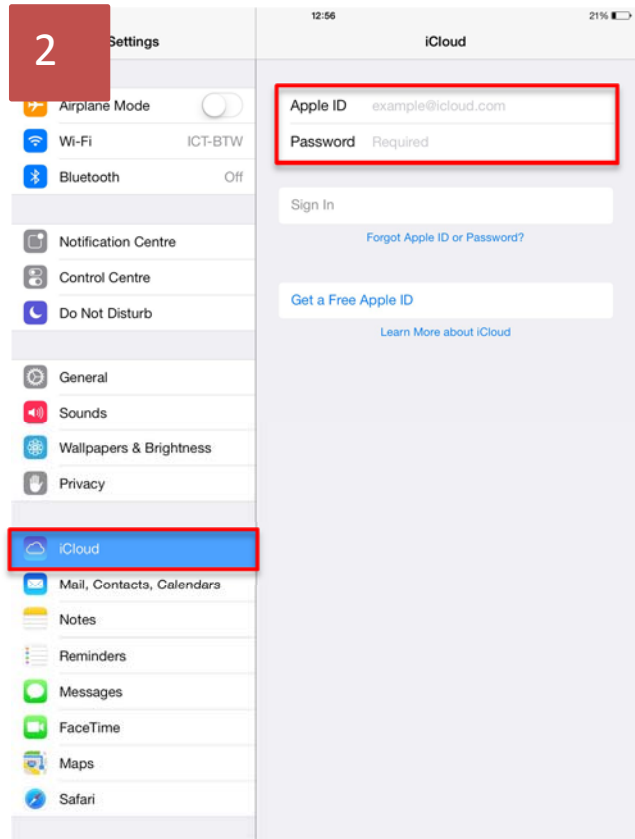 12:56
21%
2
Settings
iCloud
Airplane Mode
Wi-Fi ICT-BTW
Bluetooth Off
Notification Centre
Control Centre
Do Not Disturb
General
Sounds
Wallpapers & Brightness
Privacy
iCloud
Mail, Contacts, Calendars
Notes
Reminders
Messages
FaceTime
Maps
Safari
Apple ID example@icloud.com
Password Required
Sign In
Forgot Apple ID or Password?
Get a Free Apple ID
Learn More about iCloud